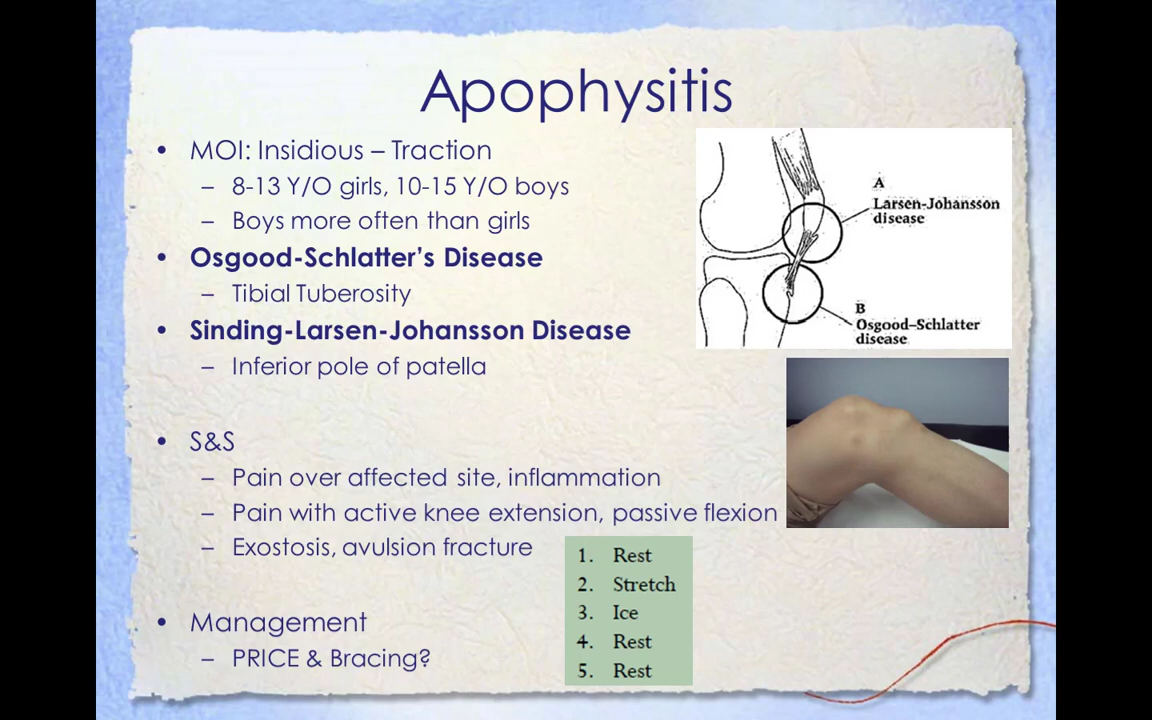 Apophysitis
• MOI: Insidious – Traction
– 8-13 Y/O girls, 10-15 Y/O boys
– Boys more often than girls
• Osgood-Schlatter’s Disease
– Tibial Tuberosity
• Sinding-Larsen-Johansson Disease
– Inferior pole of patella
• S&S
– Pain over affected site, inflammation
– Pain with active knee extension, passive flexion
– Exostosis, avulsion fracture
• Management
– PRICE & Bracing?
A
Larsen-Johansson
disease
B
Osgood–Schlatter
disease
1. Rest
2. Stretch
3. Ice
4. Rest
5. Rest